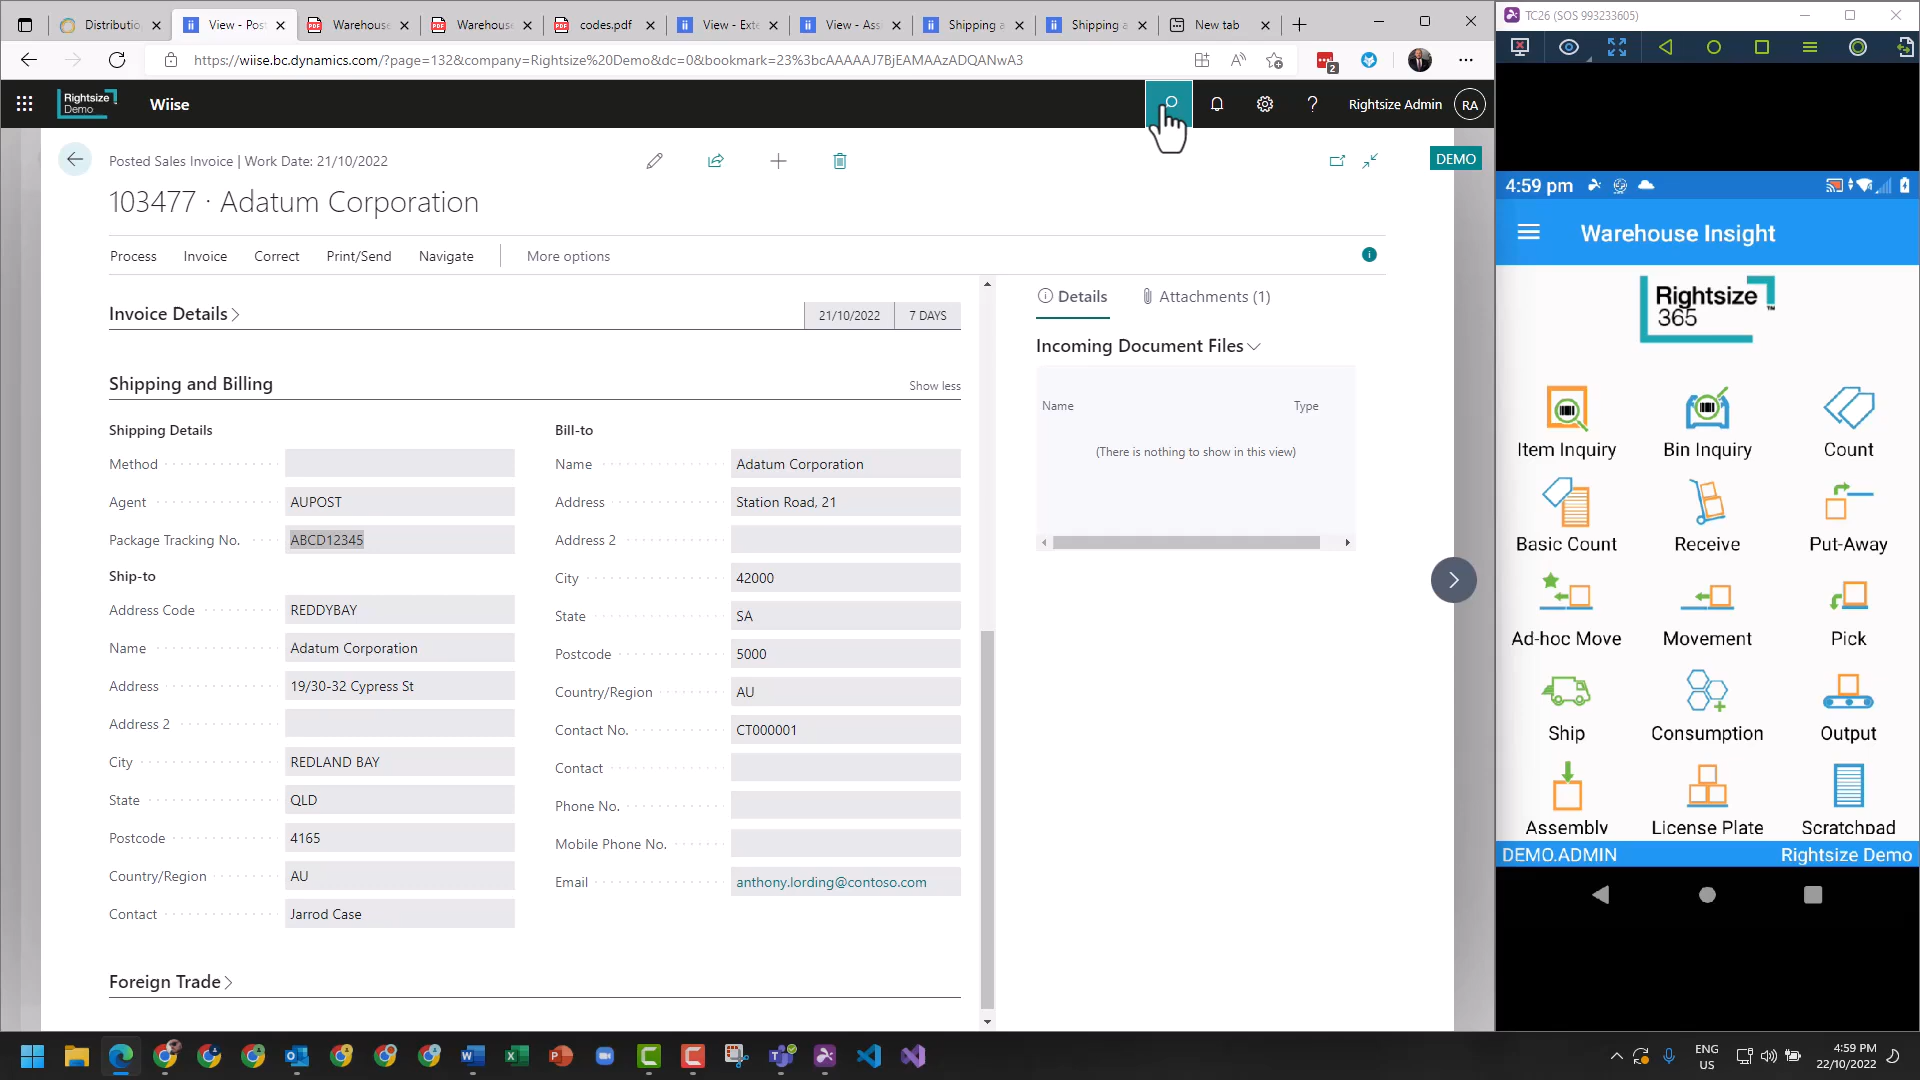 Distributio
View - Post
Warehouse
Warehouse
codes.pdf
View - Exte
View - Ass
Shipping a
Shipping a
New tab
https://wiise.bc.dynamics.com/?page=132&company=Rightsize%20Demo&dc=0&bookmark=23%3bcAAAAAJ7BjEAMAAzADQANwA3
2
Rightsize
Demo
Wiise
Rightsize Admin
RA
Posted Sales Invoice | Work Date: 21/10/2022
DEMO
103477 · Adatum Corporation
Process
Invoice
Correct
Print/Send
Navigate
More options
Invoice Details
21/10/2022
7 DAYS
Shipping and Billing
Show less
Shipping Details
Method
Agent
AUPOST
Package Tracking No.
ABCD12345
Ship-to
Address Code
REDDYBAY
Name
Adatum Corporation
Address
19/30-32 Cypress St
Address 2
City
REDLAND BAY
State
QLD
Postcode
4165
Country/Region
AU
Contact
Jarrod Case
Bill-to
Name
Adatum Corporation
Address
Station Road, 21
Address 2
City
42000
State
SA
Postcode
5000
Country/Region
AU
Contact No.
CT000001
Contact
Phone No.
Mobile Phone No.
Email
anthony.lording@contoso.com
Foreign Trade
Details
Attachments (1)
Incoming Document Files
Name
Type
(There is nothing to show in this view)
TC26 (SOS 993233605)
4:59 pm
Warehouse Insight
Rightsize
365
TM
Item Inquiry
Bin Inquiry
Count
Basic Count
Receive
Put-Away
Ad-hoc Move
Movement
Pick
Ship
Consumption
Output
Assembly
License Plate
Scratchpad
DEMO.ADMIN
Rightsize Demo
ENG
US
4:59 PM
22/10/2022